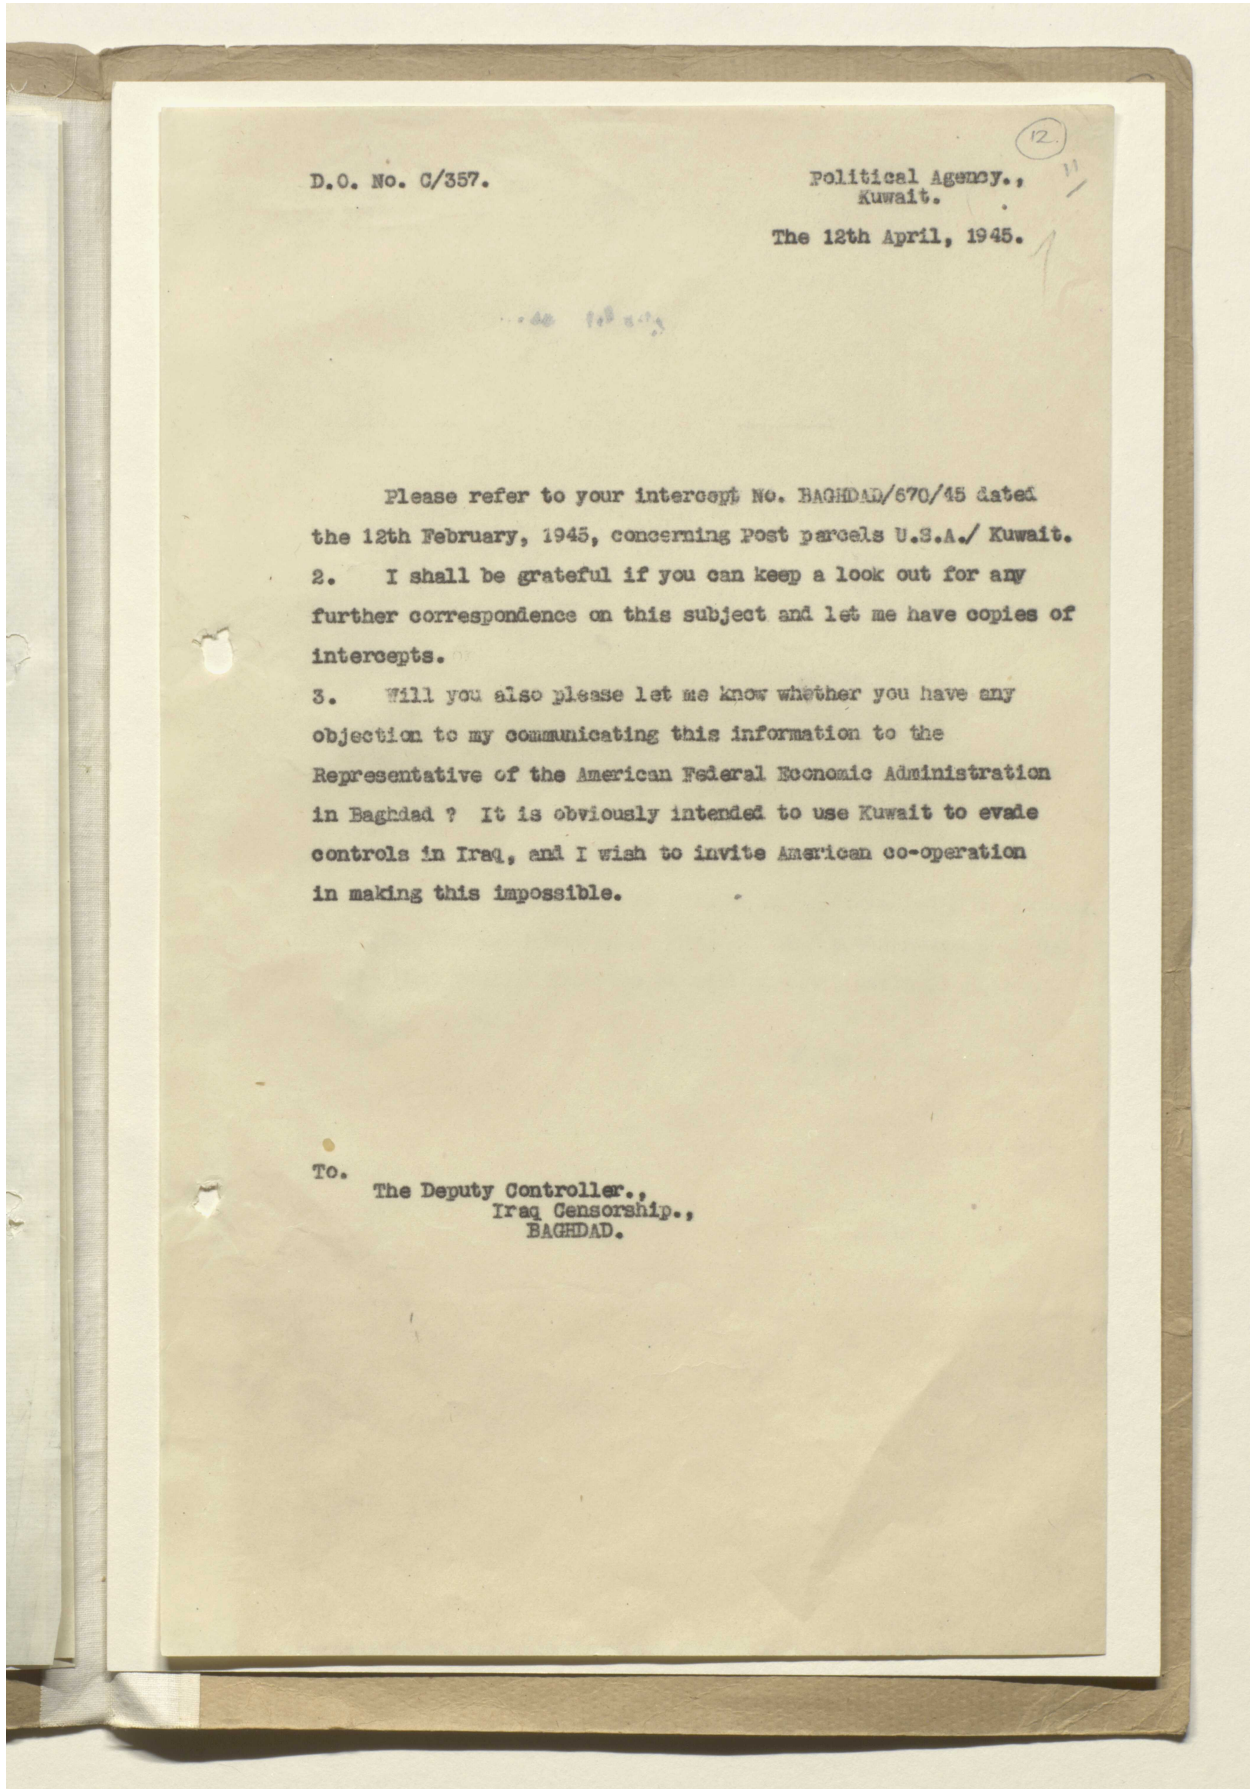 12.
11
D.O. No. C/357.
Political Agency.,
Kuwait.
The 12th April, 1945.
Please refer to your intercept No. BAGHDAD/670/45 dated
the 12th February, 1945, concerning Post parcels U.S.A./ Kuwait.
2. I shall be grateful if you can keep a look out for any
further correspondence on this subject and let me have copies of
intercepts.
3. Will you also please let me know whether you have any
objection to my communicating this information to the
Representative of the American Federal Economic Administration
in Baghdad ? It is obviously intended to use Kuwait to evade
controls in Iraq, and I wish to invite American co-operation
in making this impossible.
To.
The Deputy Controller.,
Iraq Censorship.,
BAGHDAD.